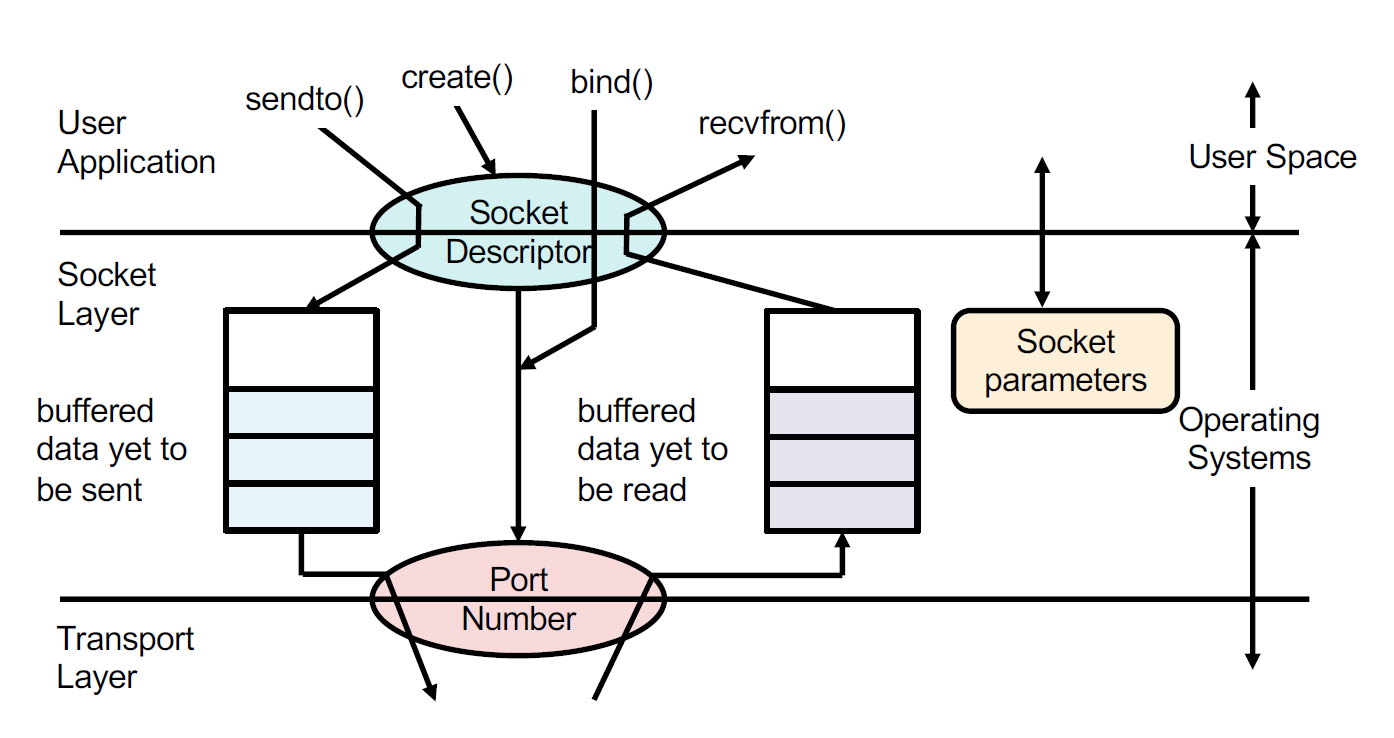 sendto()
create()
bind()
recvfrom()
User
Application
User Space
Socket
Descriptor
Socket
Layer
Socket
parameters
buffered
data yet to
be sent
buffered
data yet to
be read
Operating
Systems
Port
Number
Transport
Layer